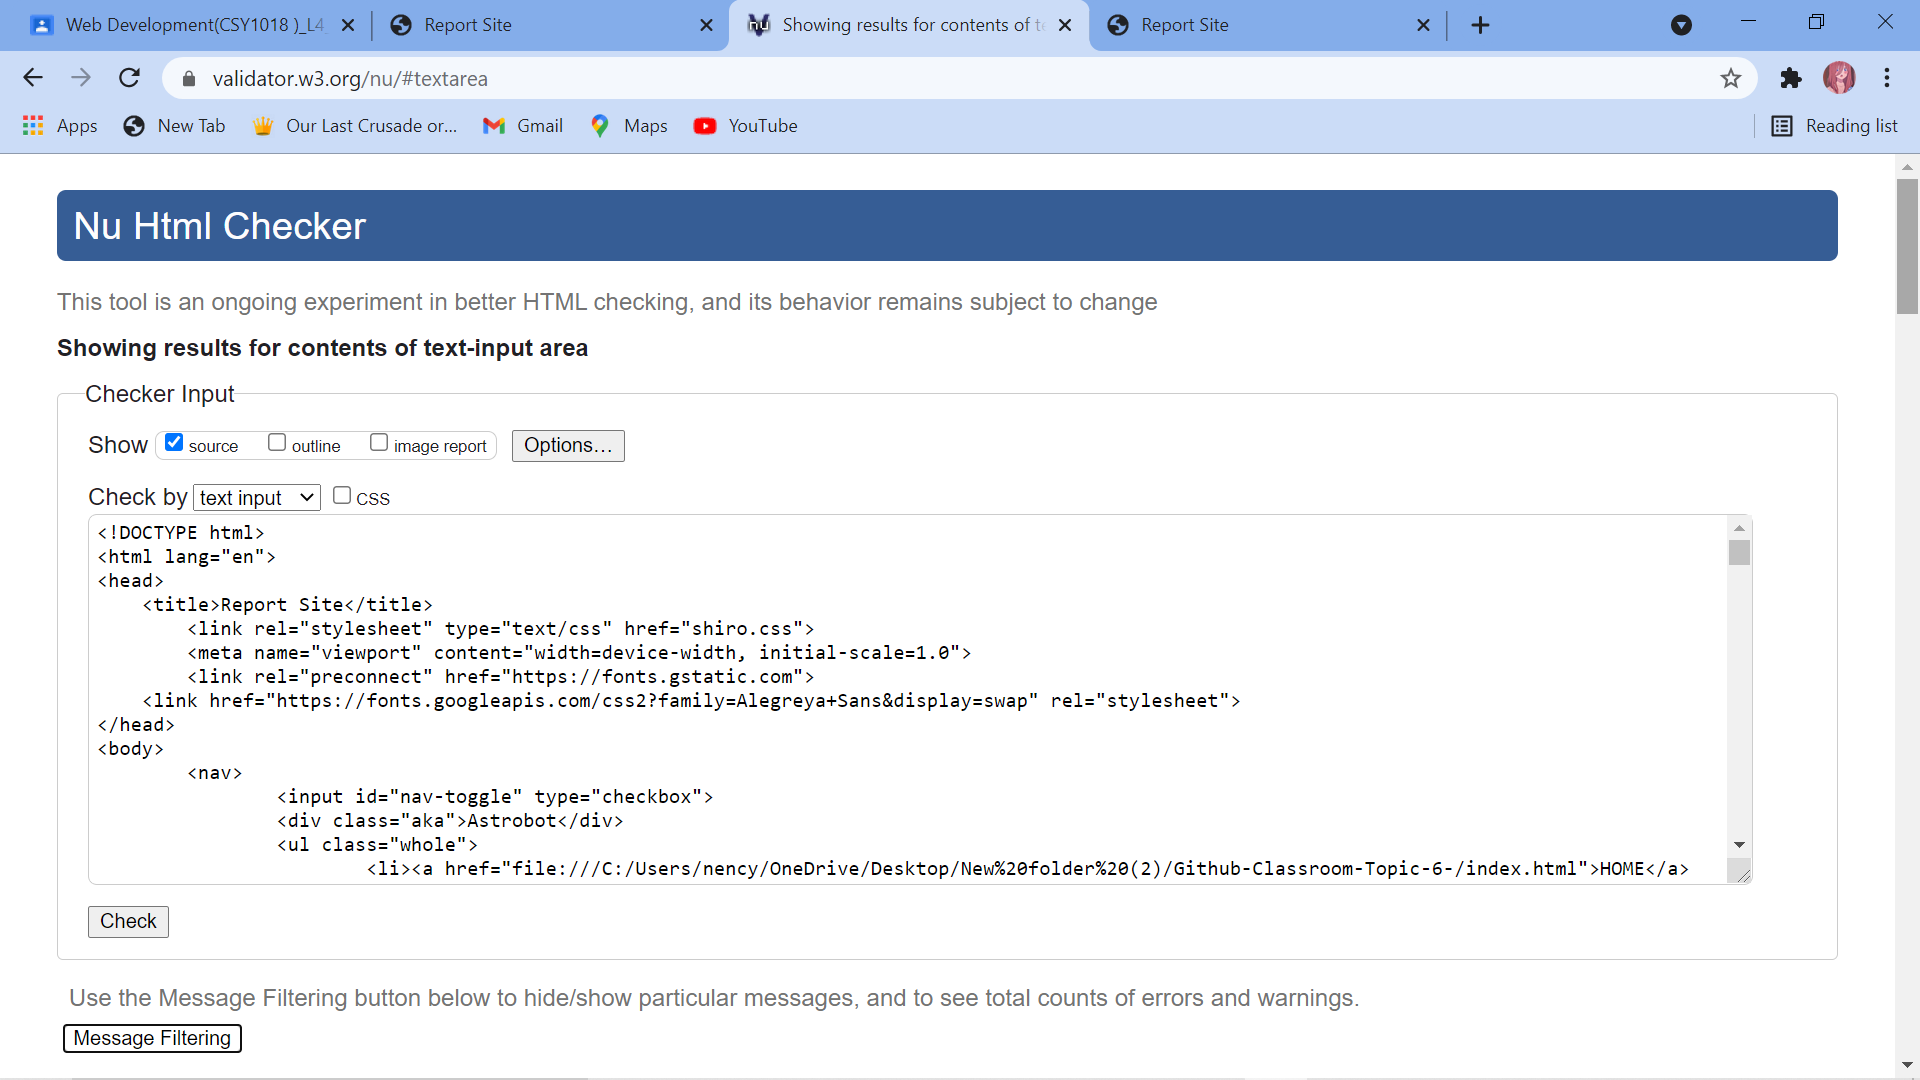 Web Development(CSY1018 )_L4
Report Site
Showing results for contents of te
Report Site
validator.w3.org/nu/#textarea
Apps
New Tab
Our Last Crusade or...
Gmail
Maps
YouTube
Reading list
Nu Html Checker
This tool is an ongoing experiment in better HTML checking, and its behavior remains subject to change
Showing results for contents of text-input area
Checker Input
Show source outline image report Options...
Check by text input CSS
<!DOCTYPE html>
<html lang="en">
<head>
<title>Report Site</title>
<link rel="stylesheet" type="text/css" href="shiro.css">
<meta name="viewport" content="width=device-width, initial-scale=1.0">
<link rel="preconnect" href="https://fonts.gstatic.com">
<link href="https://fonts.googleapis.com/css2?family=Alegreya+Sans&display=swap" rel="stylesheet">
</head>
<body>
<nav>
<input id="nav-toggle" type="checkbox">
<div class="aka">Astrobot</div>
<ul class="whole">
<li><a href="file:///C:/Users/nency/OneDrive/Desktop/New%20folder%20(2)/Github-Classroom-Topic-6-/index.html">HOME</a>
Check
Use the Message Filtering button below to hide/show particular messages, and to see total counts of errors and warnings.
Message Filtering